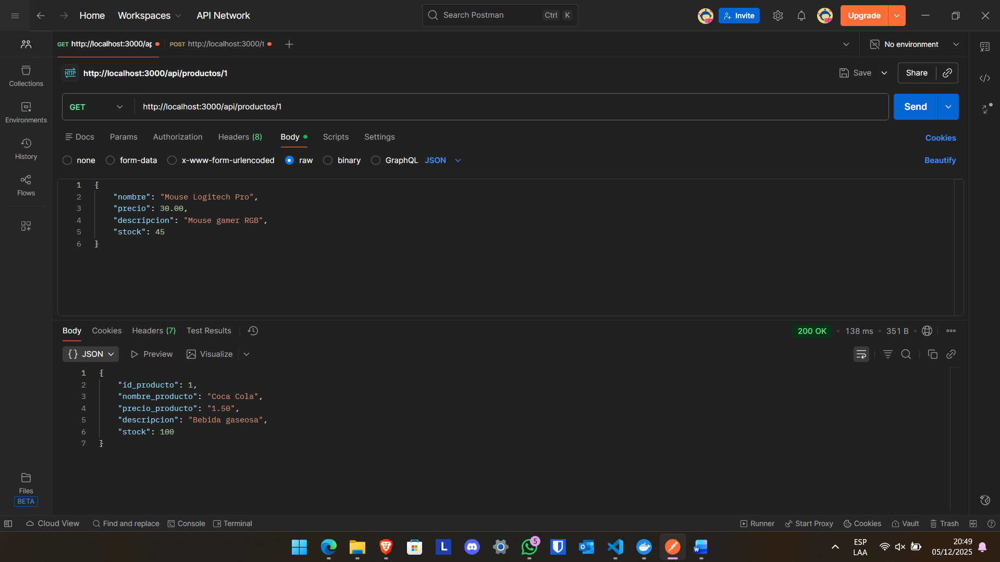 Home
Workspaces
API Network
Search Postman
Ctrl
K
Invite
Upgrade
GET http://localhost:3000/ap
POST http://localhost:3000/t
No environment
HTTP
http://localhost:3000/api/productos/1
Save
Share
Collections
Environments
History
Flows
Files
BETA
GET
http://localhost:3000/api/productos/1
Send
Docs
Params
Authorization
Headers (8)
Body
Scripts
Settings
Cookies
none
form-data
x-www-form-urlencoded
raw
binary
GraphQL
JSON
Beautify
1 {
2 "nombre": "Mouse Logitech Pro",
3 "precio": 30.00,
4 "descripcion": "Mouse gamer RGB",
5 "stock": 45
6 }
Body
Cookies
Headers (7)
Test Results
200 OK
138 ms
351 B
{} JSON
Preview
Visualize
1 {
2 "id_producto": 1,
3 "nombre_producto": "Coca Cola",
4 "precio_producto": "1.50",
5 "descripcion": "Bebida gaseosa",
6 "stock": 100
7 }
Cloud View
Find and replace
Console
Terminal
Runner
Start Proxy
Cookies
Vault
Trash
L
5
W
ESP
LAA
20:49
05/12/2025